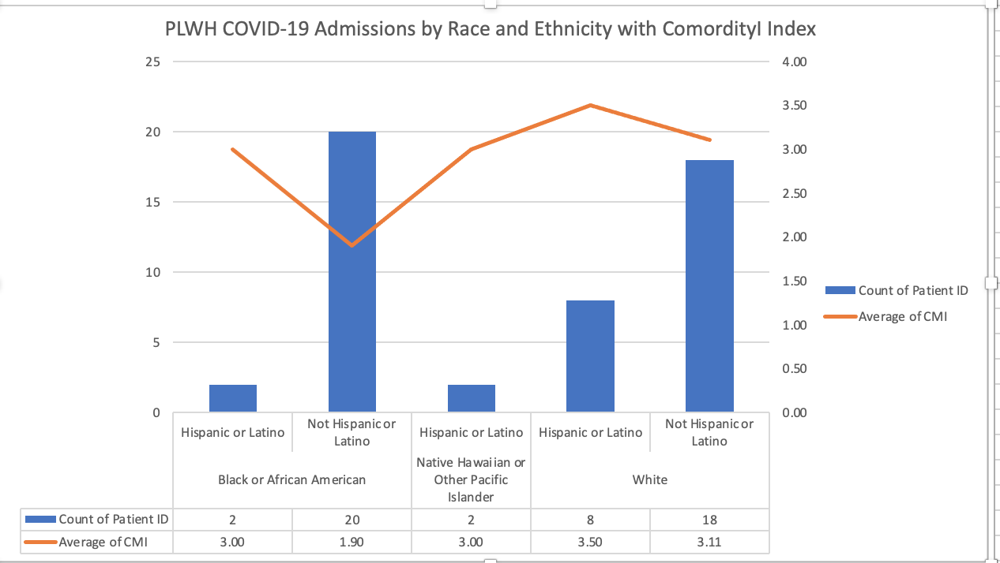 PLWH COVID-19 Admissions by Race and Ethnicity with ComordityI Index
25
20
15
10
5
0
4.00
3.50
3.00
2.50
2.00
1.50
1.00
0.50
0.00
Count of Patient ID
Average of CMI
Hispanic or Latino
Not Hispanic or
Latino
Hispanic or Latino
Hispanic or Latino
Not Hispanic or
Latino
Black or African American
Native Hawaiian or
Other Pacific
Islander
White
Count of Patient ID 2 20 2 8 18
Average of CMI 3.00 1.90 3.00 3.50 3.11